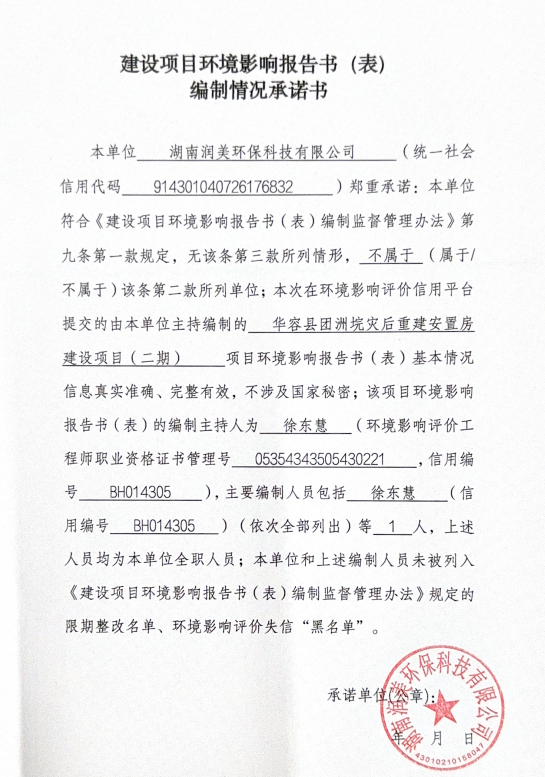 建设项目环境影响报告书（表）
编制情况承诺书
本单位 湖南润美环保科技有限公司 （统一社会
信用代码 914301040726176832 ）郑重承诺：本单位
符合《建设项目环境影响报告书（表）编制监督管理办法》第
九条第一款规定，无该条第三款所列情形，不属于（属于/
不属于）该条第二款所列单位；本次在环境影响评价信用平台
提交的由本单位主持编制的 华容县团洲垸灾后重建安置房
建设项目（二期） 项目环境影响报告书（表）基本情况
信息真实准确、完整有效，不涉及国家秘密；该项目环境影响
报告书（表）的编制主持人为 徐东慧 （环境影响评价工
程师职业资格证书管理号 05354343505430221 ，信用编
号 BH014305 ），主要编制人员包括 徐东慧 （信
用编号 BH014305 ）（依次全部列出）等 1 人，上述
人员均为本单位全职人员；本单位和上述编制人员未被列入
《建设项目环境影响报告书（表）编制监督管理办法》规定的
限期整改名单、环境影响评价失信“黑名单”。
承诺单位(公章)：
年 月 日
湖南润美环保科技有限公司
43010210158047